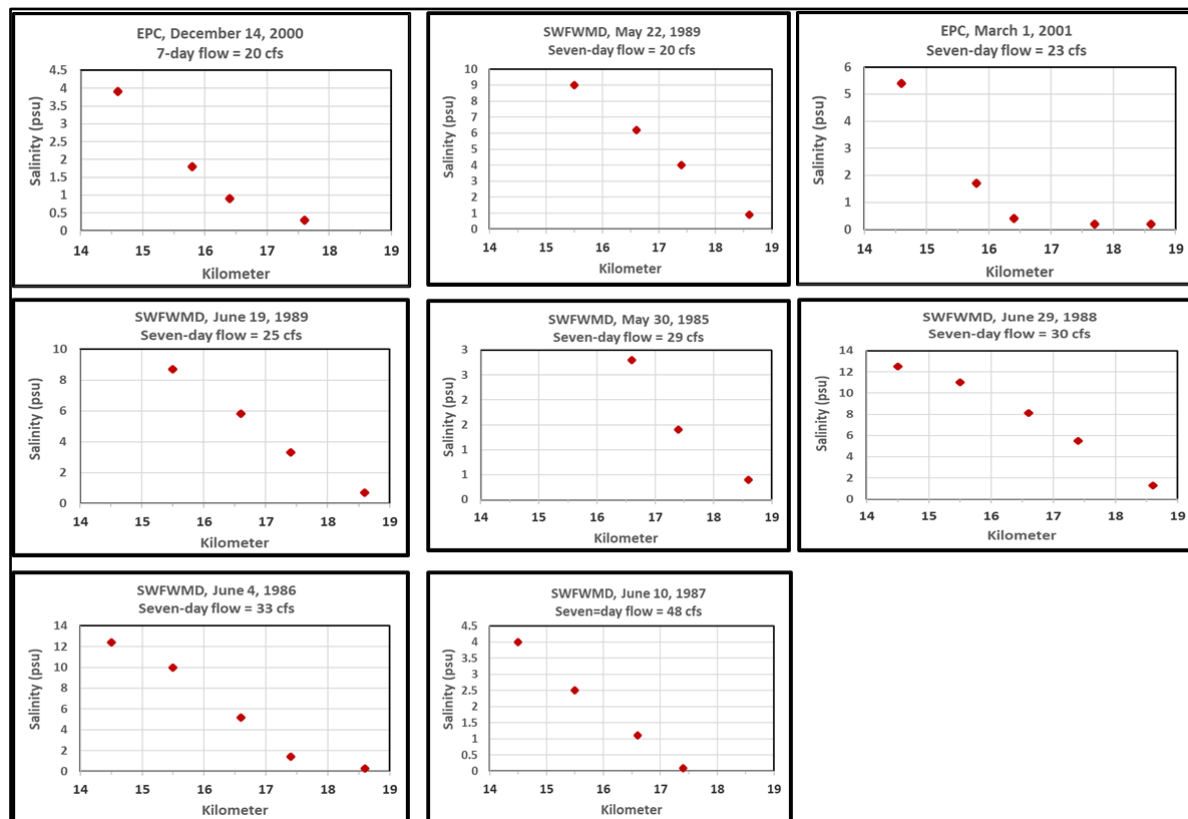 EPC, December 14, 2000
7-day flow = 20 cfs
4.5
4
3.5
3
2.5
2
1.5
1
0.5
0
Salinity (psu)
14 15 16 17 18 19
Kilometer
SWFWMD, May 22, 1989
Seven-day flow = 20 cfs
10
9
8
7
6
5
4
3
2
1
0
Salinity (psu)
14 15 16 17 18 19
Kilometer
EPC, March 1, 2001
Seven-day flow = 23 cfs
6
5
4
3
2
1
0
Salinity (psu)
14 15 16 17 18 19
Kilometer
SWFWMD, June 19, 1989
Seven-day flow = 25 cfs
10
8
6
4
2
0
Salinity (psu)
14 15 16 17 18 19
Kilometer
SWFWMD, May 30, 1985
Seven-day flow = 29 cfs
3
3
2
2
1
1
0
Salinity (psu)
14 15 16 17 18 19
Kilometer
SWFWMD, June 29, 1988
Seven-day flow = 30 cfs
14
12
10
8
6
4
2
0
Salinity (psu)
14 15 16 17 18 19
Kilometer
SWFWMD, June 4, 1986
Seven-day flow = 33 cfs
14
12
10
8
6
4
2
0
Salinity (psu)
14 15 16 17 18 19
Kilometer
SWFWMD, June 10, 1987
Seven=day flow = 48 cfs
4.5
4
3.5
3
2.5
2
1.5
1
0.5
0
Salinity (psu)
14 15 16 17 18 19
Kilometer